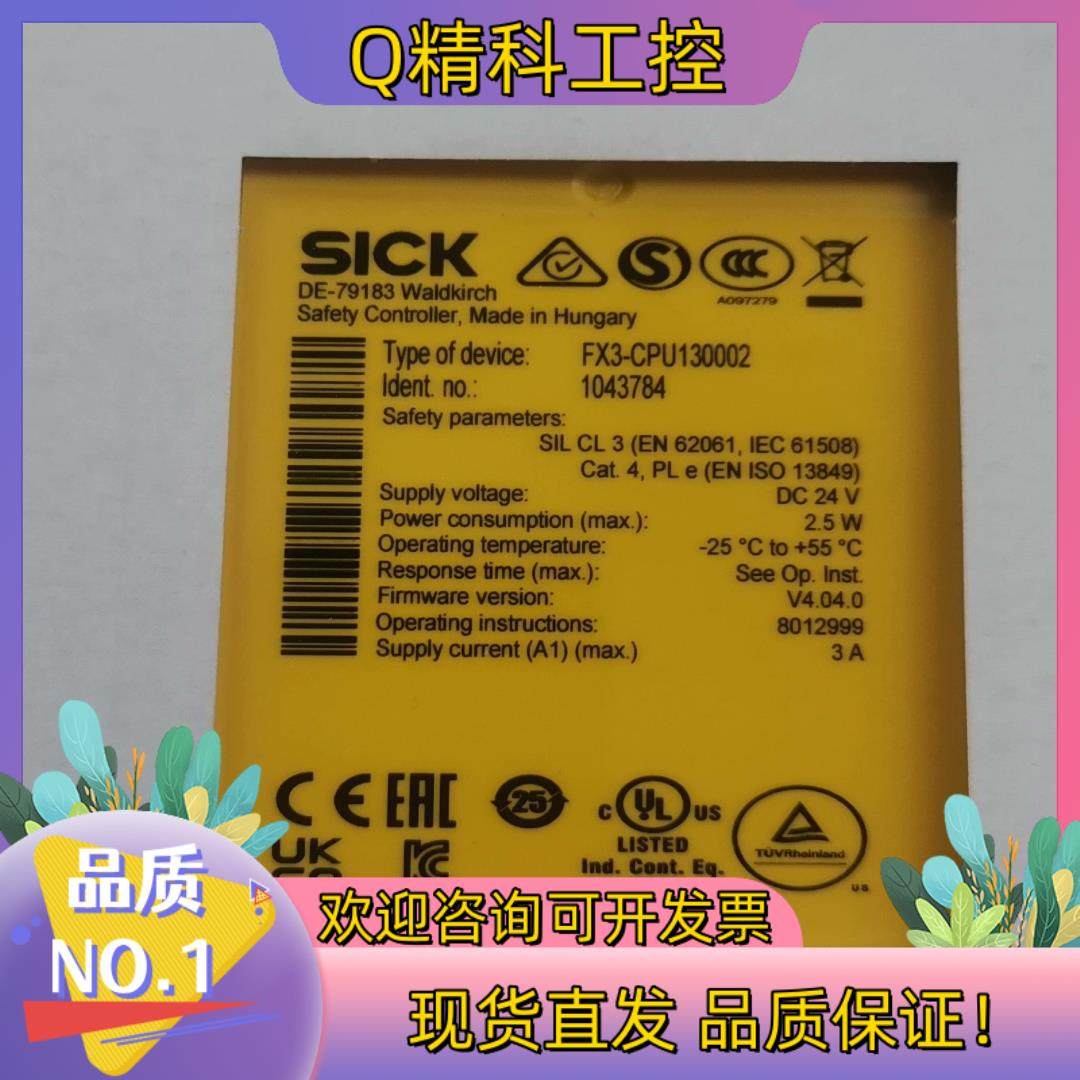 Q精科工控
SICK
DE-79183 Waldkirch
Safety Controller, Made in Hungary
A097279
Type of device: FX3-CPU130002
Ident. no.: 1043784
Safety parameters:
SIL CL 3 (EN 62061, IEC 61508)
Cat. 4, PL e (EN ISO 13849)
Supply voltage: DC 24 V
Power consumption (max.): 2.5 W
Operating temperature: -25 °C to +55 °C
Response time (max.): See Op. Inst.
Firmware version: V4.04.0
Operating instructions: 8012999
Supply current (A1) (max.) 3 A
CE EAC 25 c UL US
LISTED
Ind. Cont. Eq.
TÜVRheinland
US
UK
品质
NO.1
欢迎咨询可开发票
现货直发 品质保证!